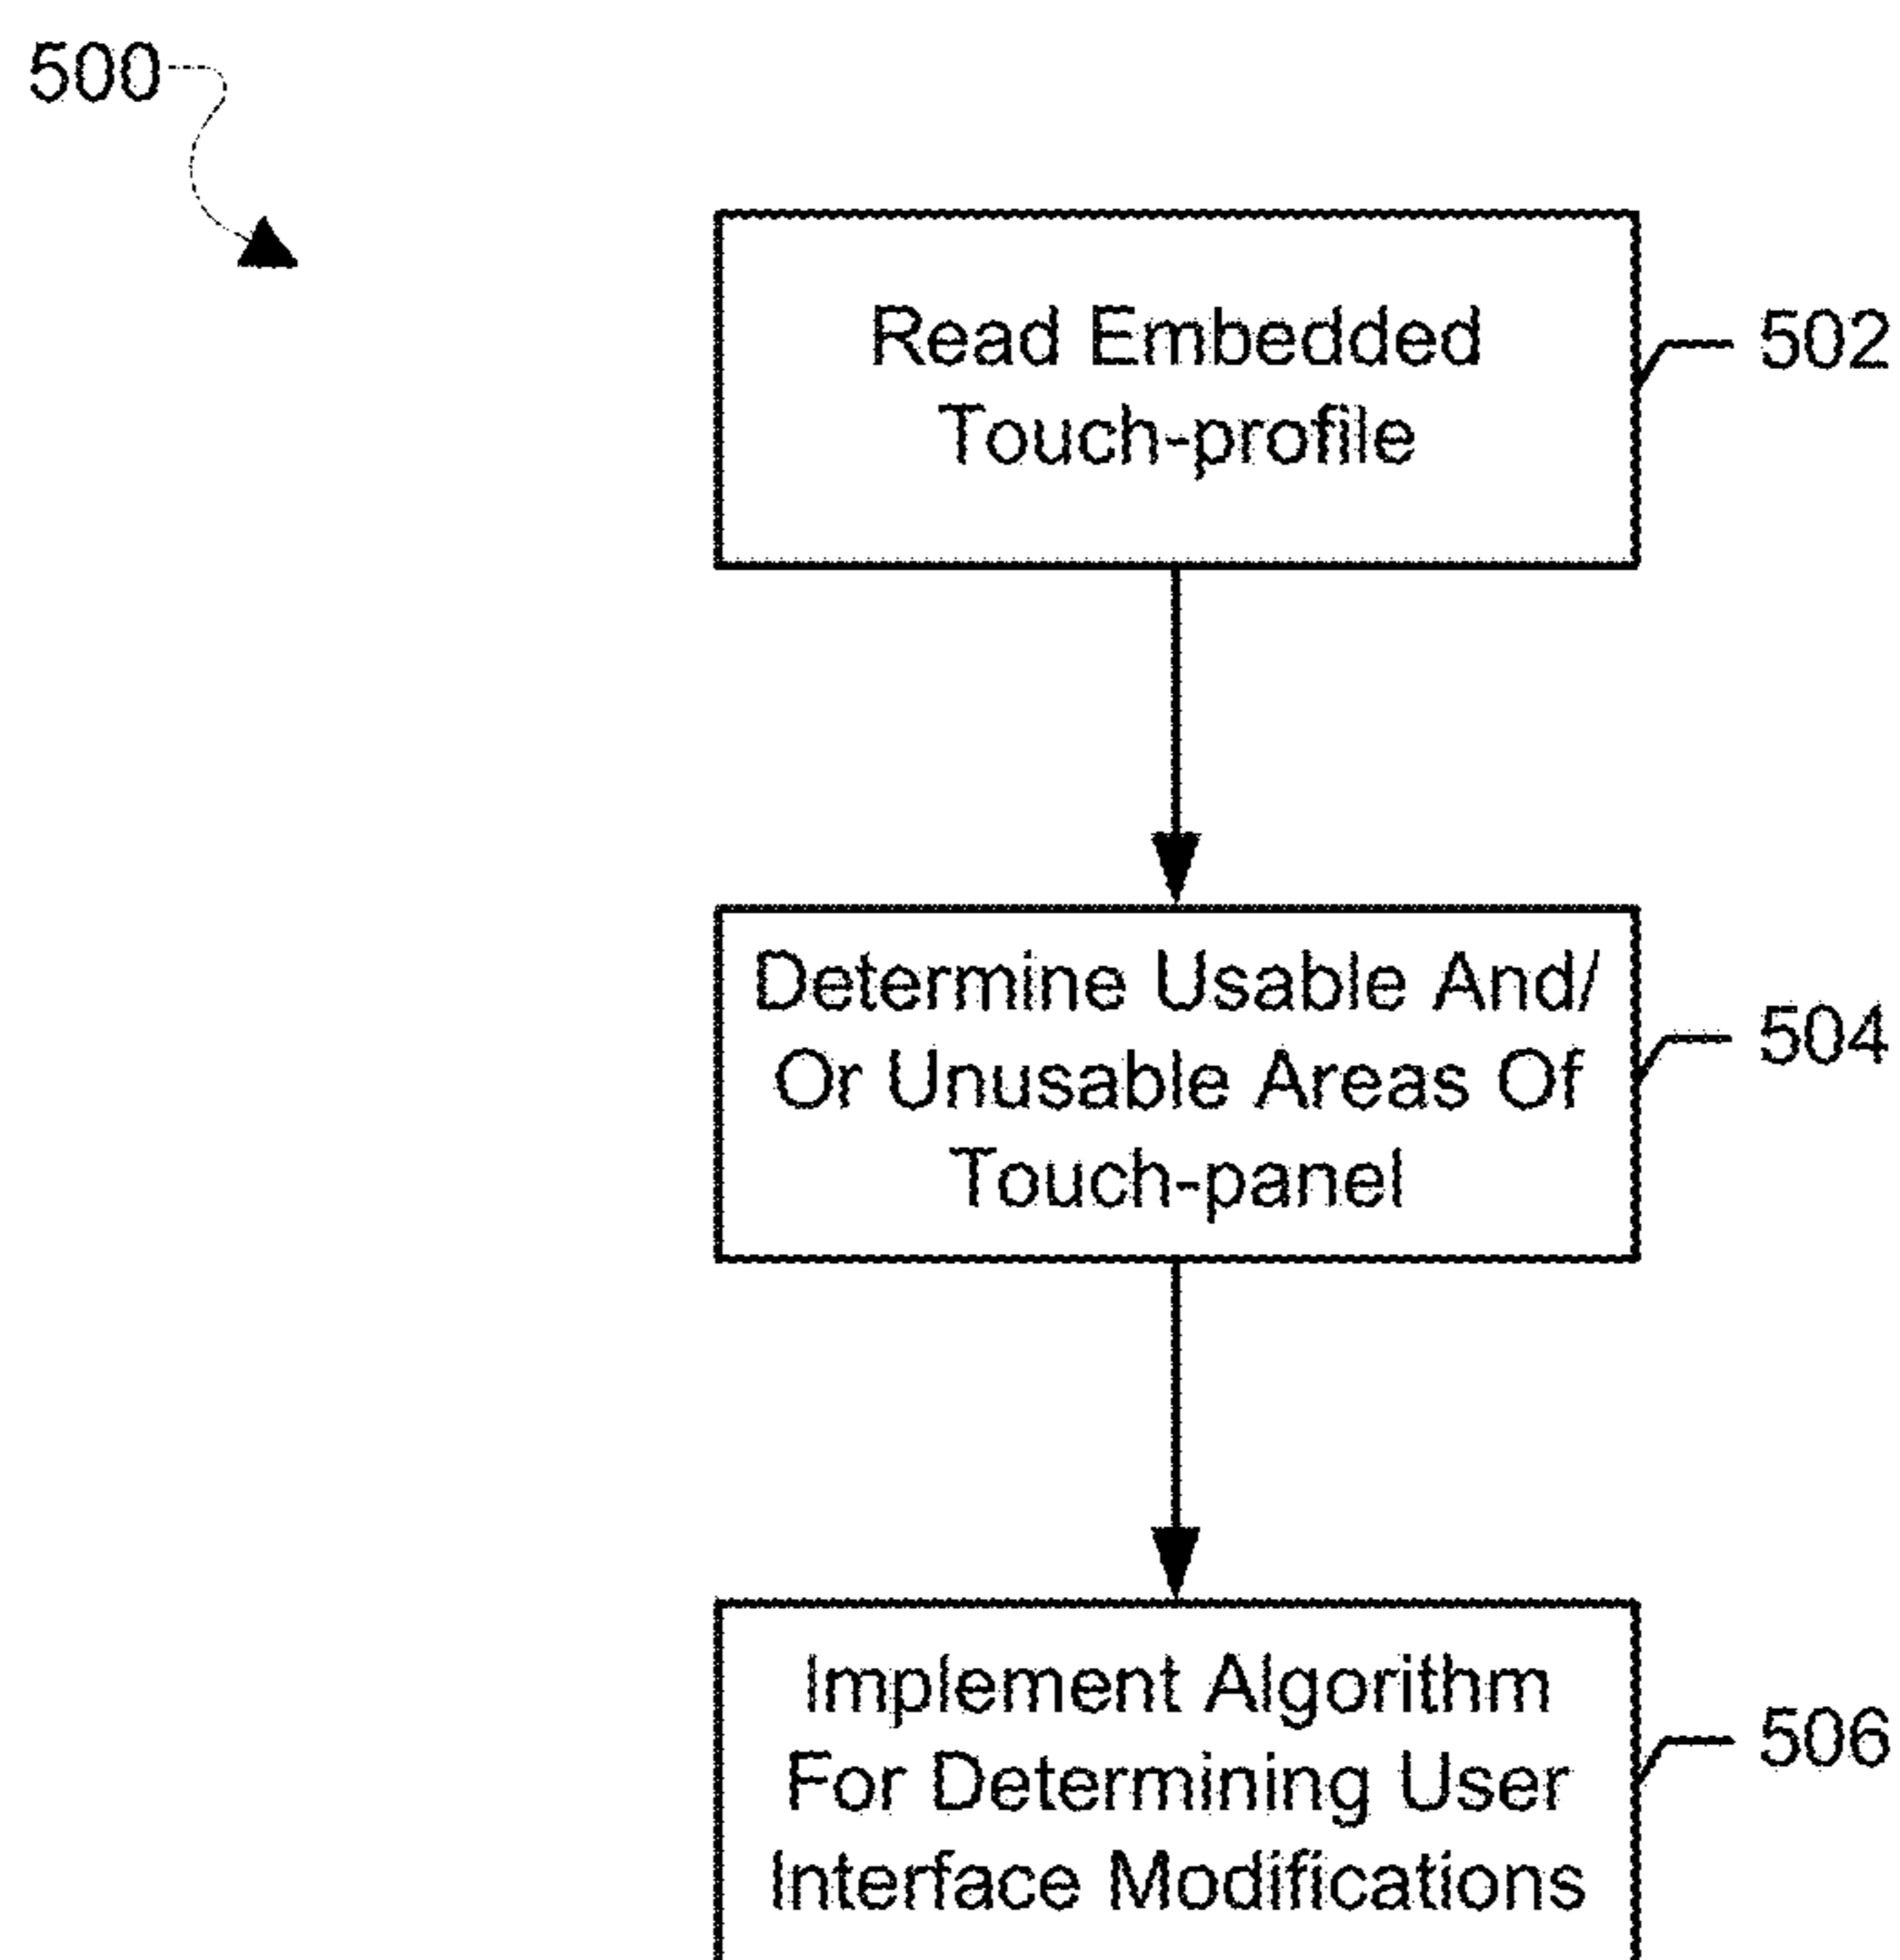 500
Read Embedded
Touch-profile
502
Determine Usable And/
Or Unusable Areas Of
Touch-panel
504
Implement Algorithm
For Determining User
Interface Modifications
506